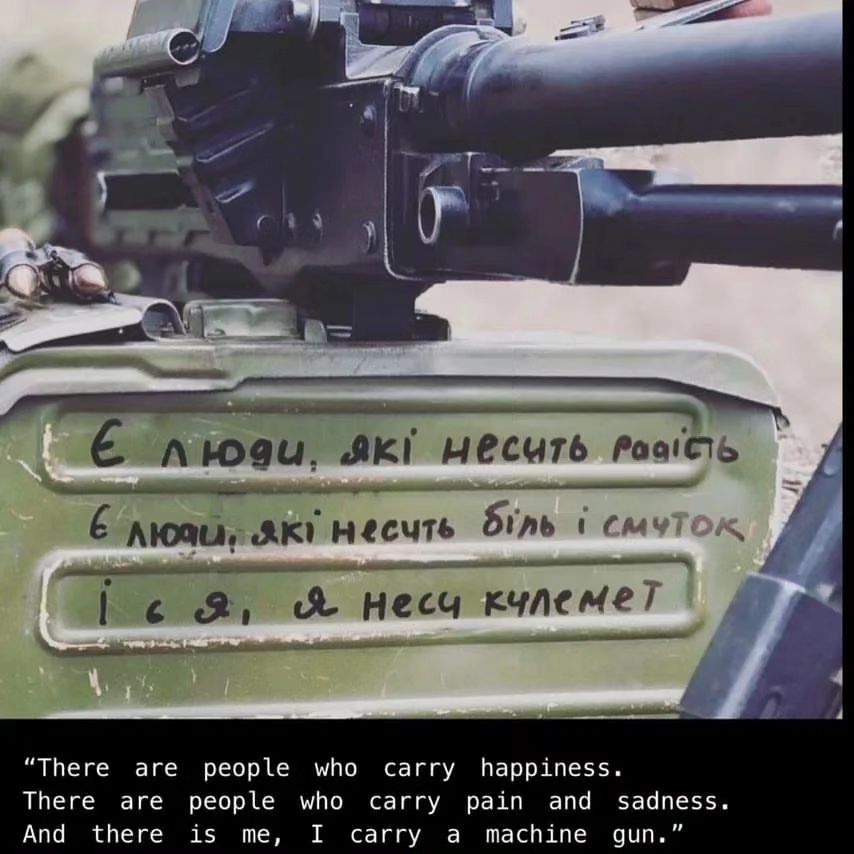 Є люди, які несуть радість
Є люди, які несуть біль і смуток
І є я, я несу кулемет
“There are people who carry happiness.
There are people who carry pain and sadness.
And there is me, I carry a machine gun.”